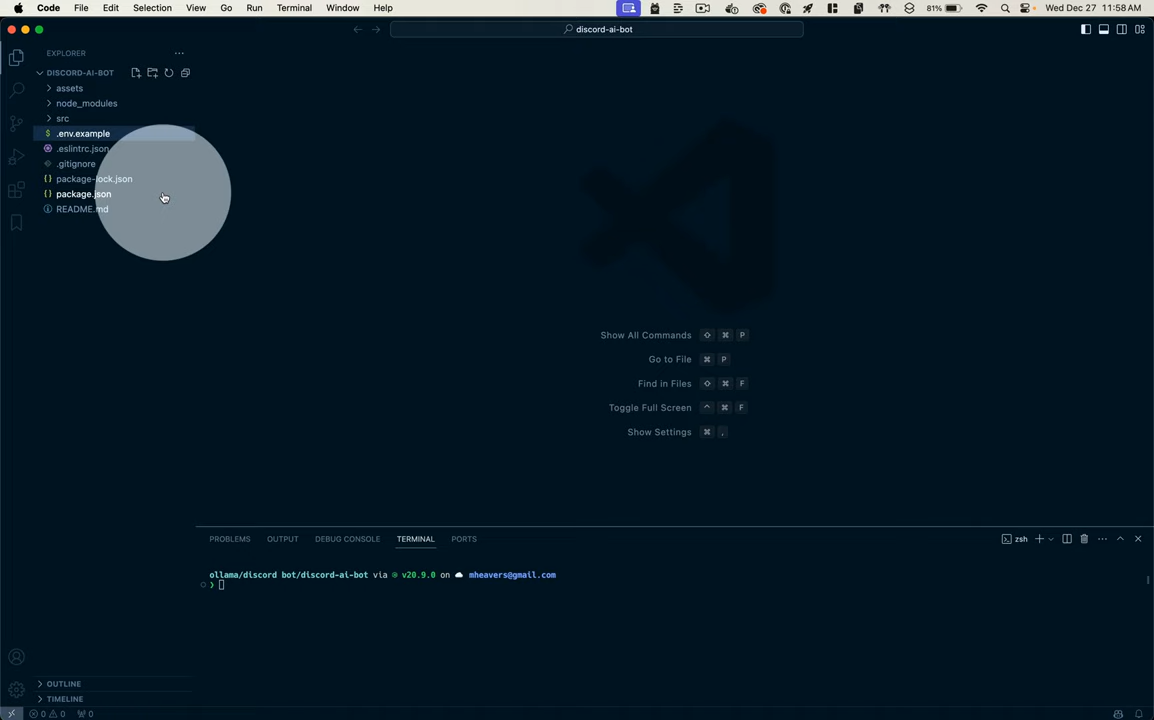 Code File Edit Selection View Go Run Terminal Window Help 81% Wed Dec 27 11:58 AM
discord-ai-bot
EXPLORER
DISCORD-AI-BOT
assets
node_modules
src
$ .env.example
.eslintrc.json
.gitignore
{} package-lock.json
{} package.json
README.md
Show All Commands ⇧ ⌘ P
Go to File ⌘ P
Find in Files ⇧ ⌘ F
Toggle Full Screen ^ ⌘ F
Show Settings ⌘ ,
PROBLEMS OUTPUT DEBUG CONSOLE TERMINAL PORTS zsh
ollama/discord bot/discord-ai-bot via v20.9.0 on mheavers@gmail.com
❯
OUTLINE
TIMELINE
0 0 0